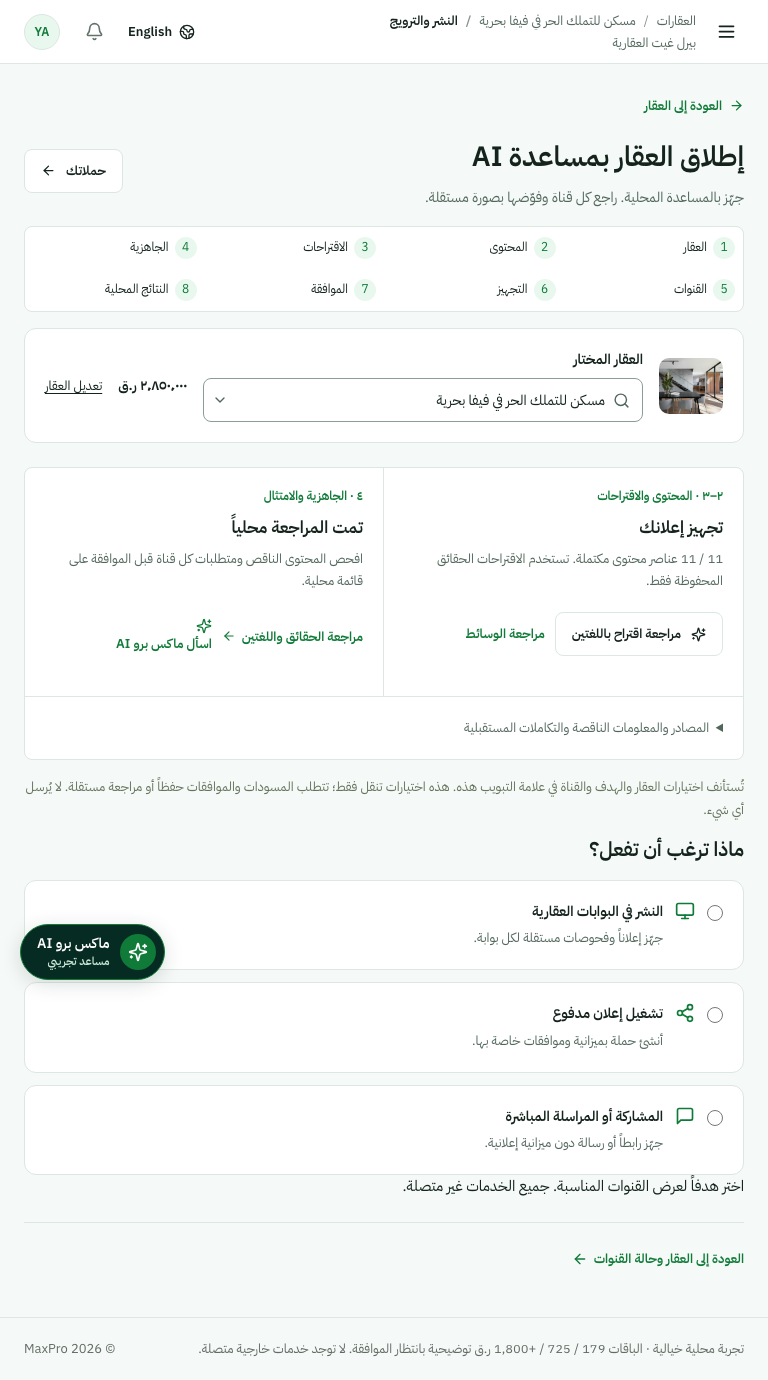 العقارات / مسكن للتملك الحر في فيفا بحرية / النشر والترويج
بيرل غيت العقارية
English
YA
العودة إلى العقار
إطلاق العقار بمساعدة AI
جهّز بالمساعدة المحلية. راجع كل قناة وفوّضها بصورة مستقلة.
حملاتك
1 العقار
2 المحتوى
3 الاقتراحات
4 الجاهزية
5 القنوات
6 التجهيز
7 الموافقة
8 النتائج المحلية
العقار المختار
مسكن للتملك الحر في فيفا بحرية
٢٬٨٥٠٬٠٠٠ ر.ق
تعديل العقار
٢–٣ · المحتوى والاقتراحات
تجهيز إعلانك
11 / 11 عناصر محتوى مكتملة. تستخدم الاقتراحات الحقائق
المحفوظة فقط.
مراجعة اقتراح باللغتين
مراجعة الوسائط
٤ · الجاهزية والامتثال
تمت المراجعة محلياً
افحص المحتوى الناقص ومتطلبات كل قناة قبل الموافقة على
قائمة محلية.
مراجعة الحقائق واللغتين
اسأل ماكس برو AI
المصادر والمعلومات الناقصة والتكاملات المستقبلية
تُستأنف اختيارات العقار والهدف والقناة في علامة التبويب هذه. هذه اختيارات تنقل فقط؛ تتطلب المسودات والموافقات حفظاً أو مراجعة مستقلة. لا يُرسل
أي شيء.
ماذا ترغب أن تفعل؟
النشر في البوابات العقارية
جهّز إعلاناً وفحوصات مستقلة لكل بوابة.
ماكس برو AI
مساعد تجريبي
تشغيل إعلان مدفوع
أنشئ حملة بميزانية وموافقات خاصة بها.
المشاركة أو المراسلة المباشرة
جهّز رابطاً أو رسالة دون ميزانية إعلانية.
اختر هدفاً لعرض القنوات المناسبة. جميع الخدمات غير متصلة.
العودة إلى العقار وحالة القنوات
تجربة محلية خيالية · الباقات 179 / 725 / +1,800 ر.ق توضيحية بانتظار الموافقة. لا توجد خدمات خارجية متصلة.
© 2026 MaxPro